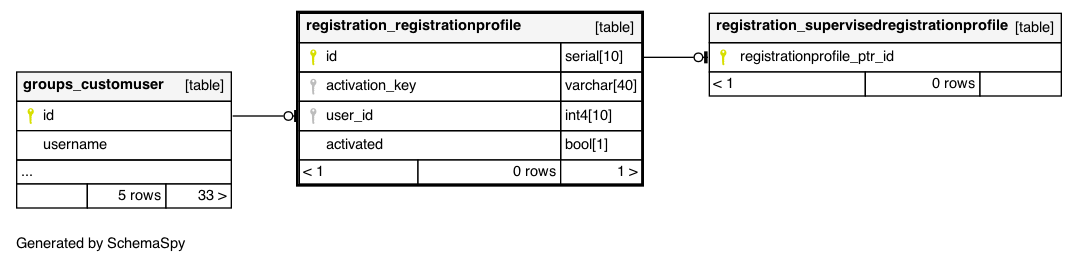 groups_customuser [table]
id
username
...
5 rows 33 >
registration_registrationprofile [table]
id serial[10]
activation_key varchar[40]
user_id int4[10]
activated bool[1]
< 1 0 rows 1 >
registration_supervisedregistrationprofile [table]
registrationprofile_ptr_id
< 1 0 rows
Generated by SchemaSpy